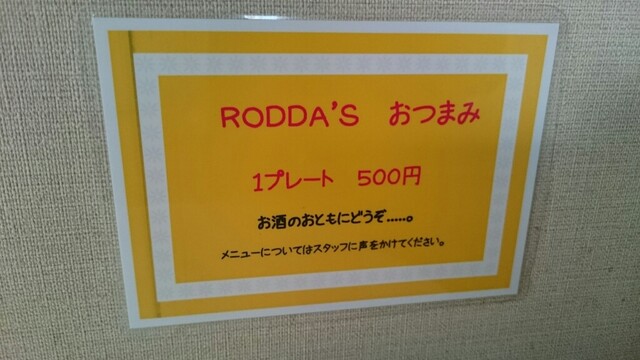 RODDA'S おつまみ
1プレート 500円
お酒のおともにどうぞ.....。
メニューについてはスタッフに声をかけてください。